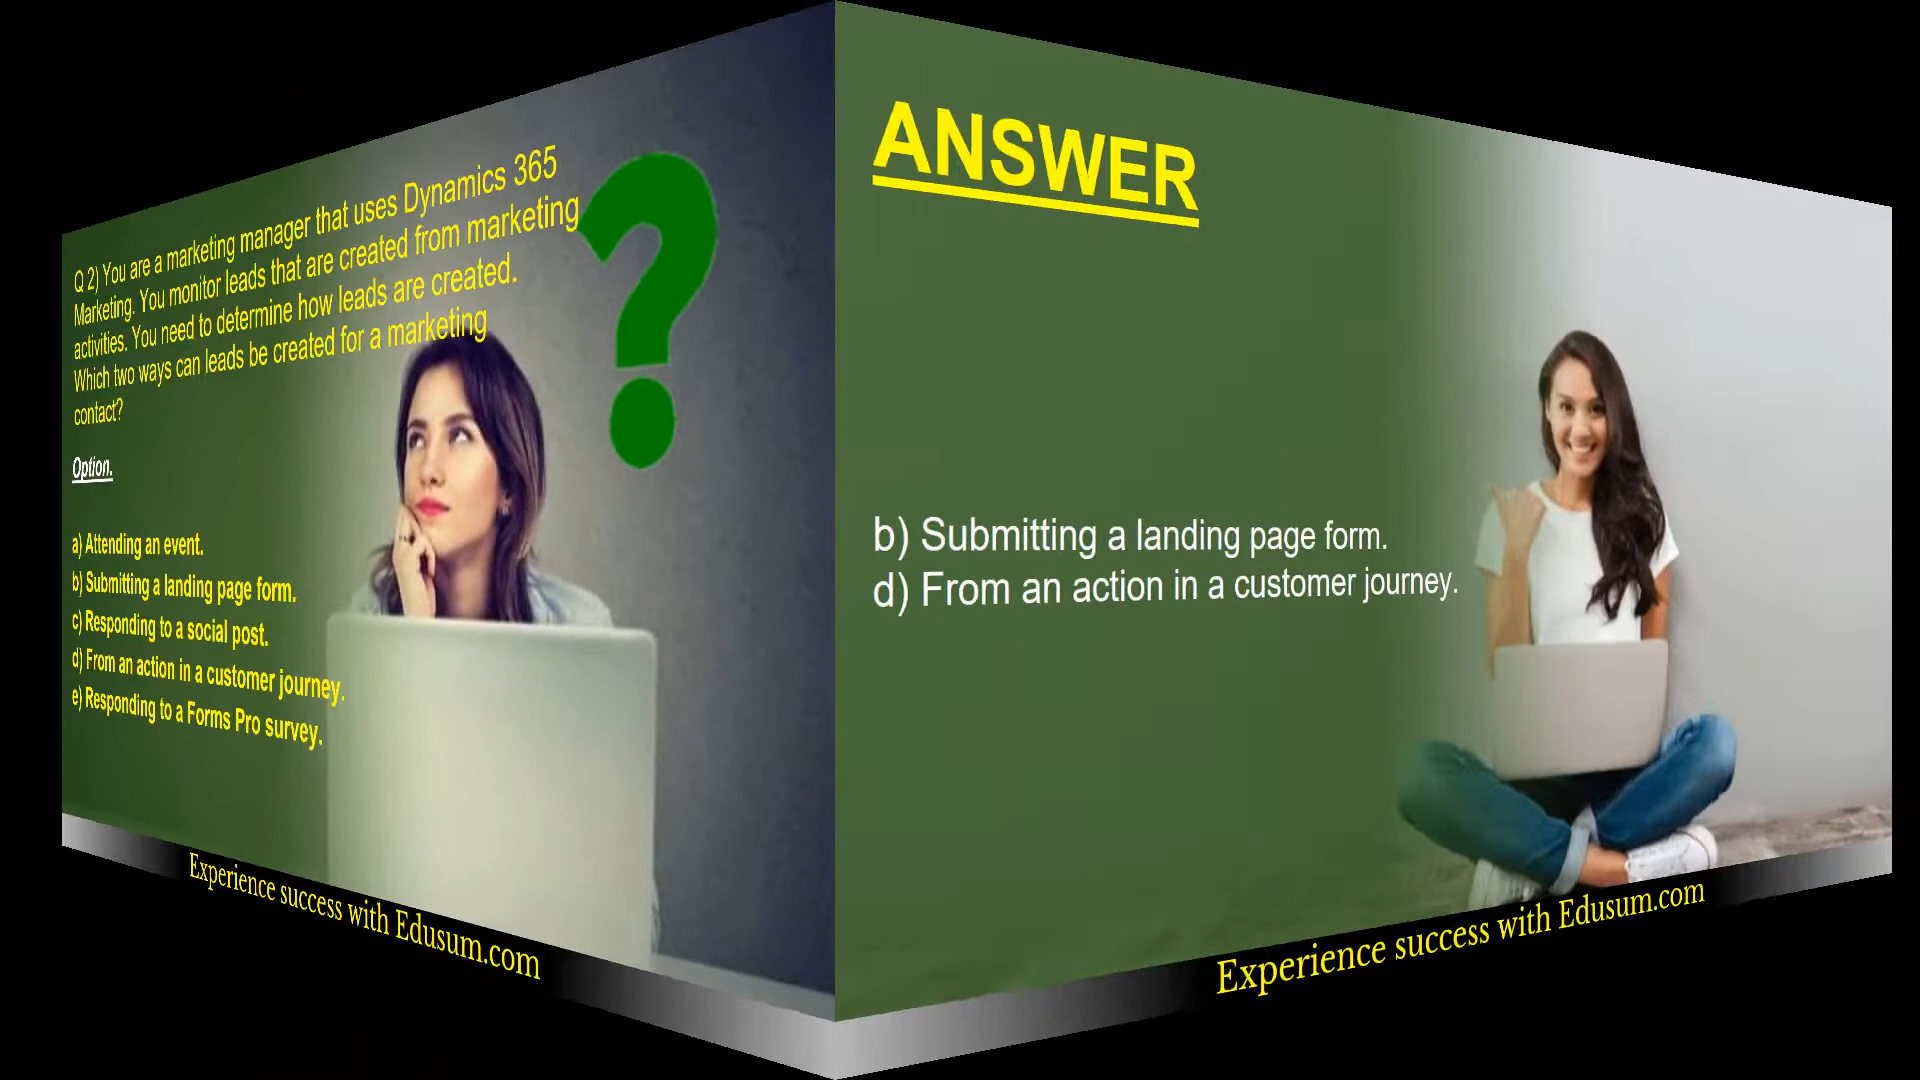 Q 2) You are a marketing manager that uses Dynamics 365
Marketing. You monitor leads that are created from marketing
activities. You need to determine how leads are created.
Which two ways can leads be created for a marketing
contact?
Option.
a) Attending an event.
b) Submitting a landing page form.
c) Responding to a social post.
d) From an action in a customer journey.
e) Responding to a Forms Pro survey.
Experience success with Edusum.com
ANSWER
b) Submitting a landing page form.
d) From an action in a customer journey.
Experience success with Edusum.com